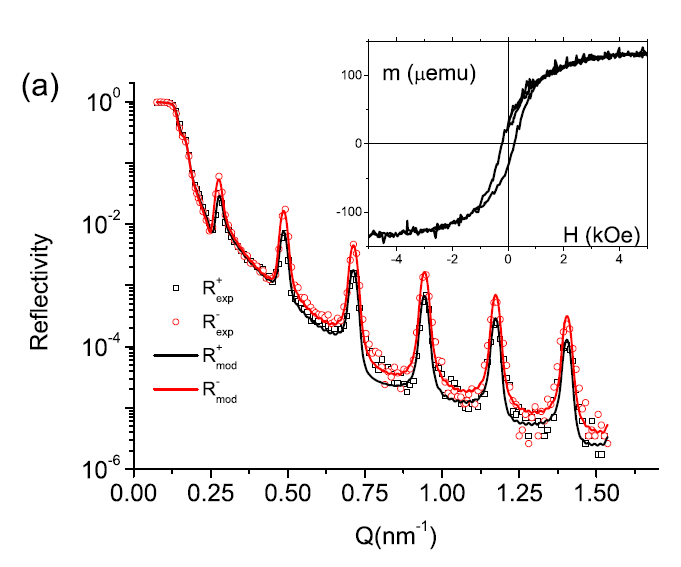 (a)
m (μemu)
100
0
-100
-4 -2 0 2 4
H (kOe)
10⁰
10⁻²
10⁻⁴
10⁻⁶
Reflectivity
R⁺exp
R⁻exp
R⁺mod
R⁻mod
0.00 0.25 0.50 0.75 1.00 1.25 1.50
Q(nm⁻¹)